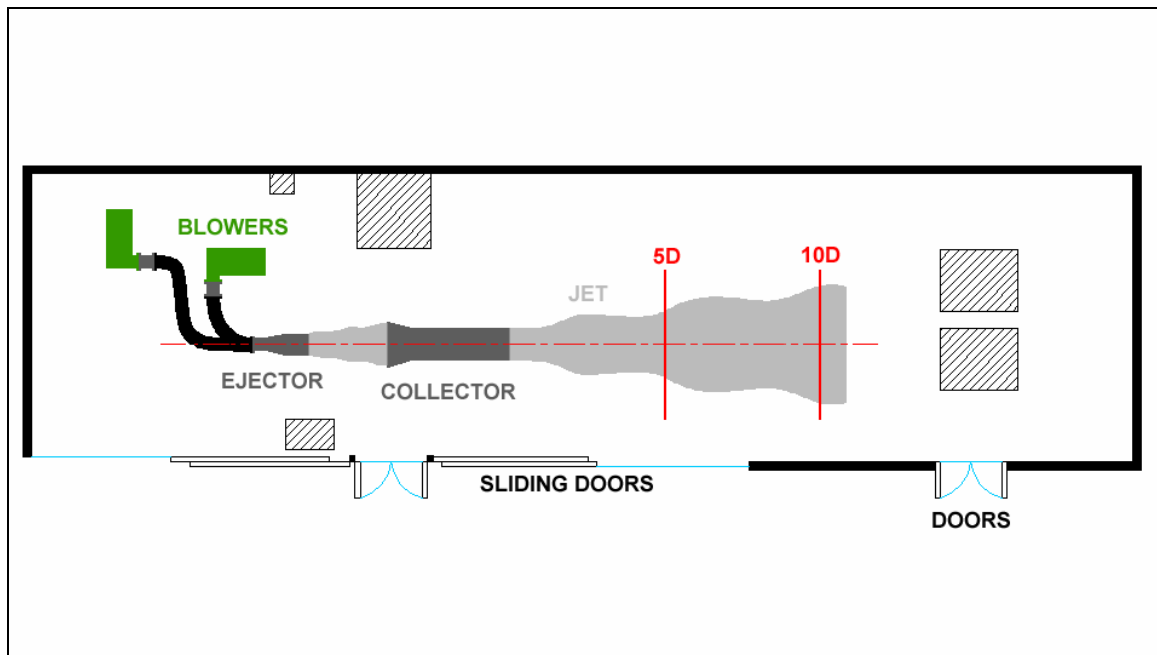 BLOWERS
5D
10D
JET
EJECTOR
COLLECTOR
SLIDING DOORS
DOORS